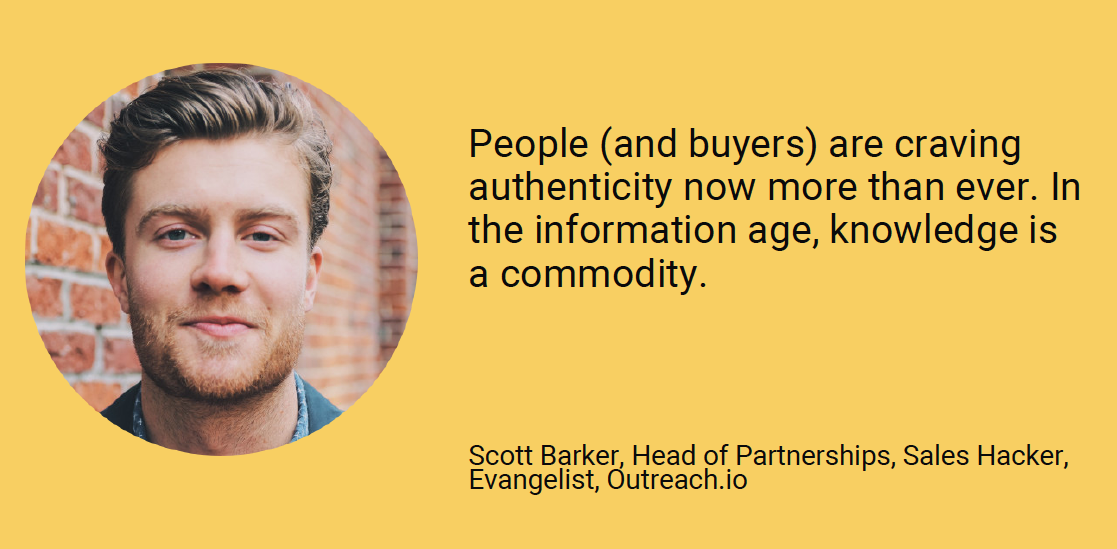 People (and buyers) are craving
authenticity now more than ever. In
the information age, knowledge is
a commodity.
Scott Barker, Head of Partnerships, Sales Hacker,
Evangelist, Outreach.io